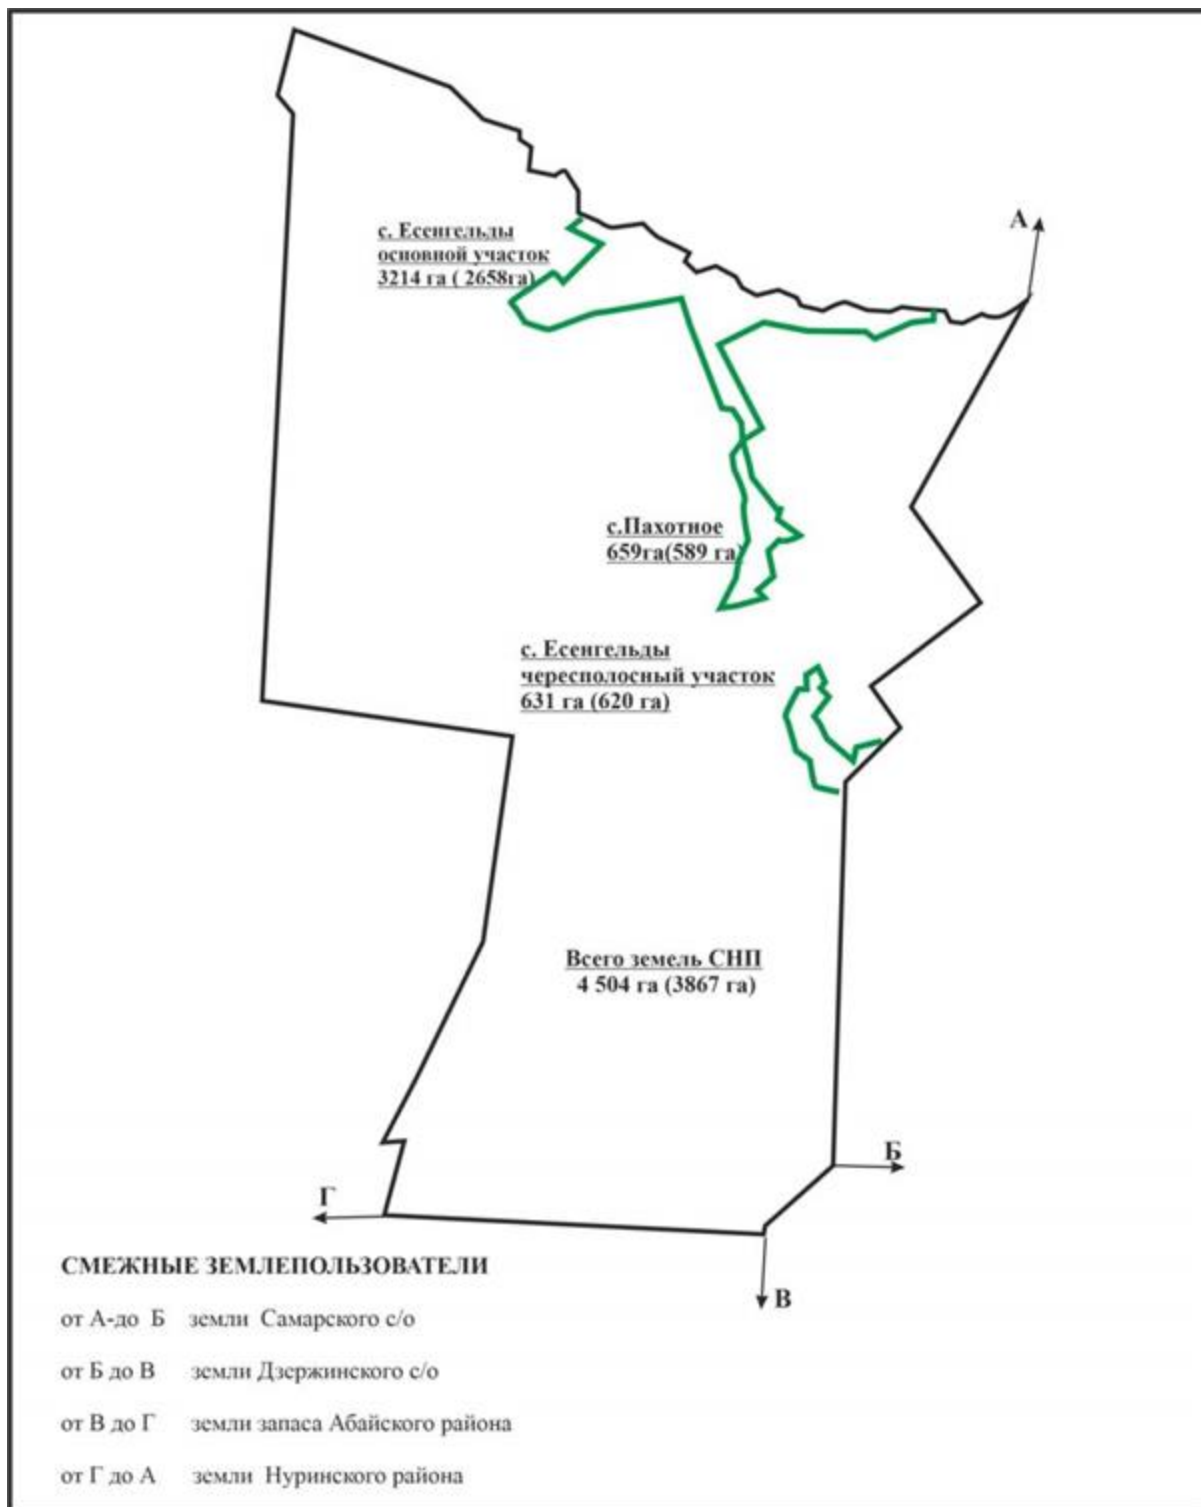 А
с. Есенгельды
основной участок
3214 га ( 2658га)
с.Пахотное
659га(589 га)
с. Есенгельды
чересполосный участок
631 га (620 га)
Всего земель СНП
4 504 га (3867 га)
Б
Г
В
СМЕЖНЫЕ ЗЕМЛЕПОЛЬЗОВАТЕЛИ
от А-до Б земли Самарского с/о
от Б до В земли Дзержинского с/о
от В до Г земли запаса Абайского района
от Г до А земли Нуринского района